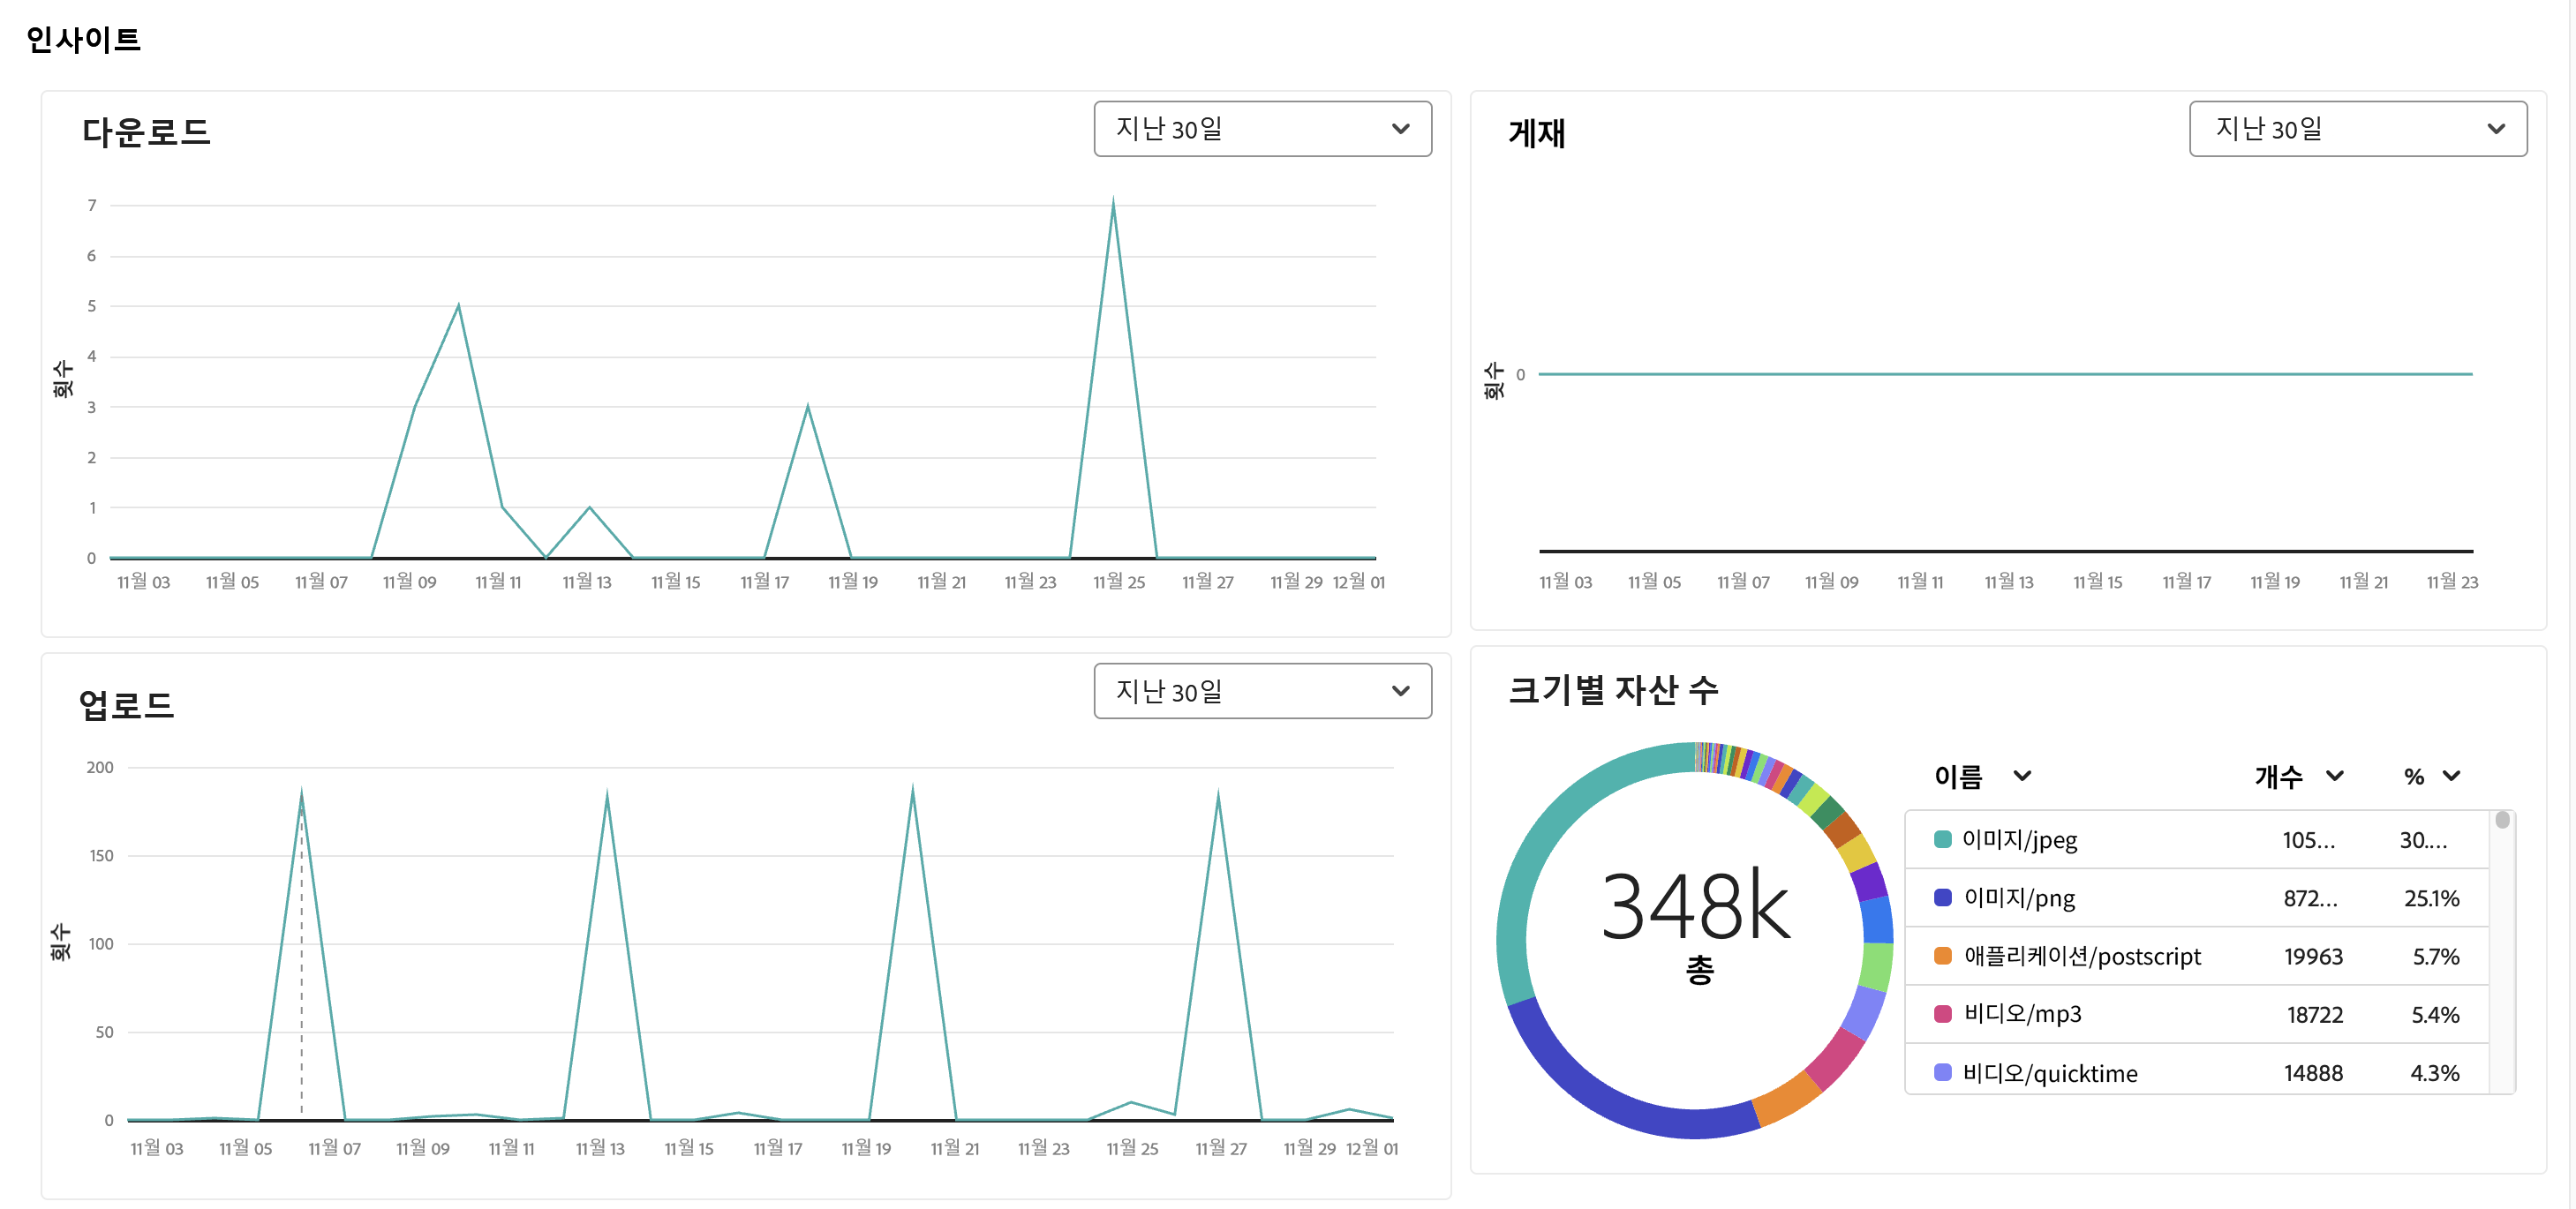 인사이트
다운로드
지난 30일
7
6
5
4
3
2
1
0
횟수
11월 03 11월 05 11월 07 11월 09 11월 11 11월 13 11월 15 11월 17 11월 19 11월 21 11월 23 11월 25 11월 27 11월 29 12월 01
게재
지난 30일
횟수
0
11월 03 11월 05 11월 07 11월 09 11월 11 11월 13 11월 15 11월 17 11월 19 11월 21 11월 23
업로드
지난 30일
200
150
100
50
0
횟수
11월 03 11월 05 11월 07 11월 09 11월 11 11월 13 11월 15 11월 17 11월 19 11월 21 11월 23 11월 25 11월 27 11월 29 12월 01
크기별 자산 수
348k
총
이름 개수 %
이미지/jpeg 105... 30....
이미지/png 872... 25.1%
애플리케이션/postscript 19963 5.7%
비디오/mp3 18722 5.4%
비디오/quicktime 14888 4.3%